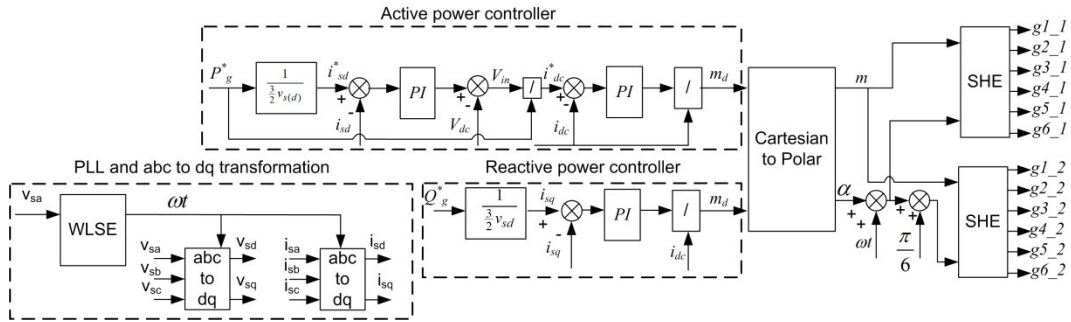 Active power controller
P*g
1
3/2 v_s(d)
i*sd
+
-
isd
PI
+
-
Vdc
Vin
/
i*dc
+
-
idc
PI
/
md
Cartesian
to Polar
m
α
+
+
ωt
+
+
π
6
SHE
g1_1
g2_1
g3_1
g4_1
g5_1
g6_1
SHE
g1_2
g2_2
g3_2
g4_2
g5_2
g6_2
Reactive power controller
Q*g
1
3/2 v_sd
isq
+
-
isq
PI
/
idc
md
PLL and abc to dq transformation
vsa
WLSE
ωt
vsa
vsb
vsc
abc
to
dq
vsd
vsq
isa
isb
isc
abc
to
dq
isd
isq